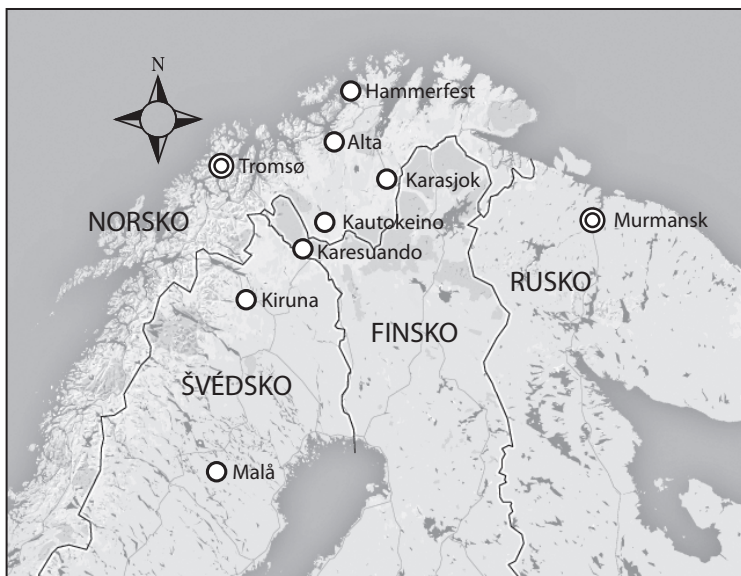 N
Hammerfest
Alta
Tromsø
Karasjok
NORSKO
Kautokeino
Murmansk
Karesuando
RUSKO
Kiruna
FINSKO
ŠVÉDSKO
Malå